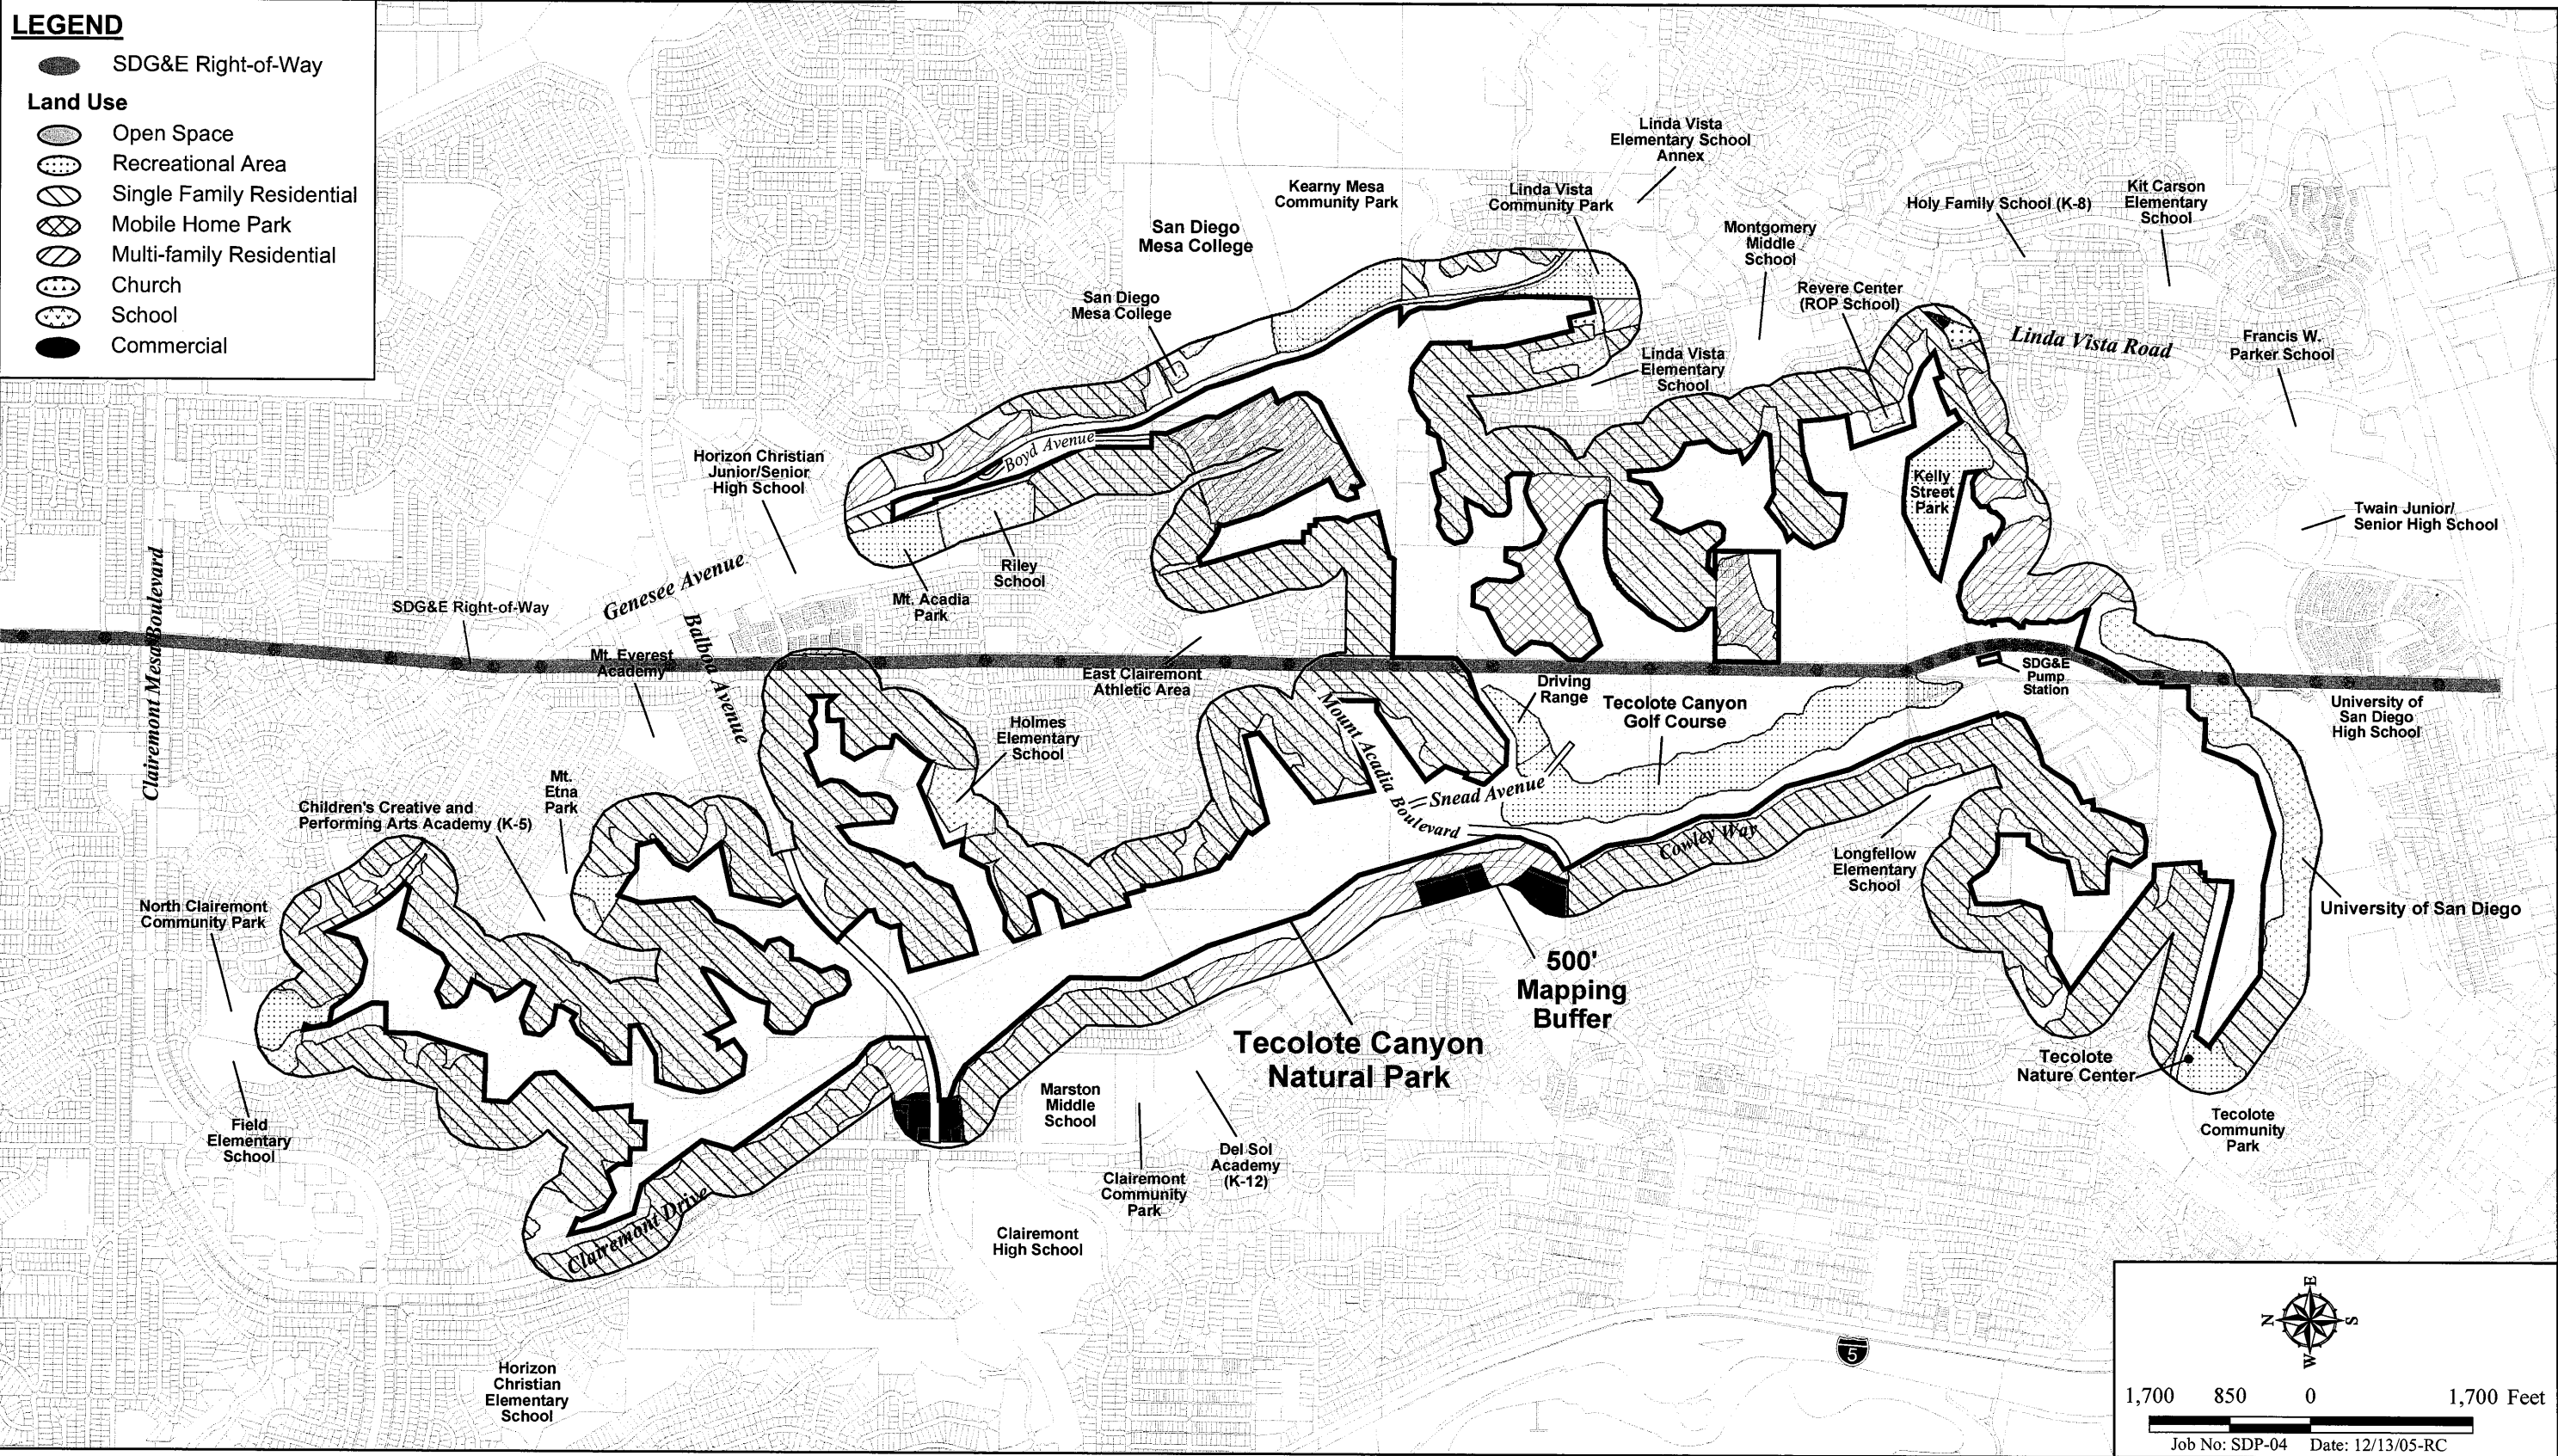 LEGEND
SDG&E Right-of-Way
Land Use
Open Space
Recreational Area
Single Family Residential
Mobile Home Park
Multi-family Residential
Church
School
Commercial
Linda Vista
Elementary School
Annex
Kearny Mesa
Community Park
Linda Vista
Community Park
Holy Family School (K-8)
Kit Carson
Elementary
School
San Diego
Mesa College
Montgomery
Middle
School
San Diego
Mesa College
Revere Center
(ROP School)
Linda Vista Road
Francis W.
Parker School
Linda Vista
Elementary
School
Boyd Avenue
Horizon Christian
Junior/Senior
High School
Kelly
Street
Park
Twain Junior/
Senior High School
Riley
School
Mt. Acadia
Park
Genesee Avenue
SDG&E Right-of-Way
Clairemont Mesa Boulevard
Balboa Avenue
Mt. Everest
Academy
East Clairemont
Athletic Area
Driving
Range
Tecolote Canyon
Golf Course
SDG&E
Pump
Station
University of
San Diego
High School
Holmes
Elementary
School
Mount Acadia Boulevard
Snead Avenue
Mt.
Etna
Park
Children's Creative and
Performing Arts Academy (K-5)
Cowley Way
Longfellow
Elementary
School
North Clairemont
Community Park
University of San Diego
500'
Mapping
Buffer
Tecolote Canyon
Natural Park
Tecolote
Nature Center
Marston
Middle
School
Field
Elementary
School
Del Sol
Academy
(K-12)
Tecolote
Community
Park
Clairemont
Community
Park
Clairemont Drive
Clairemont
High School
Horizon
Christian
Elementary
School
5
E
N
S
W
1,700 850 0 1,700 Feet
Job No: SDP-04 Date: 12/13/05-RC